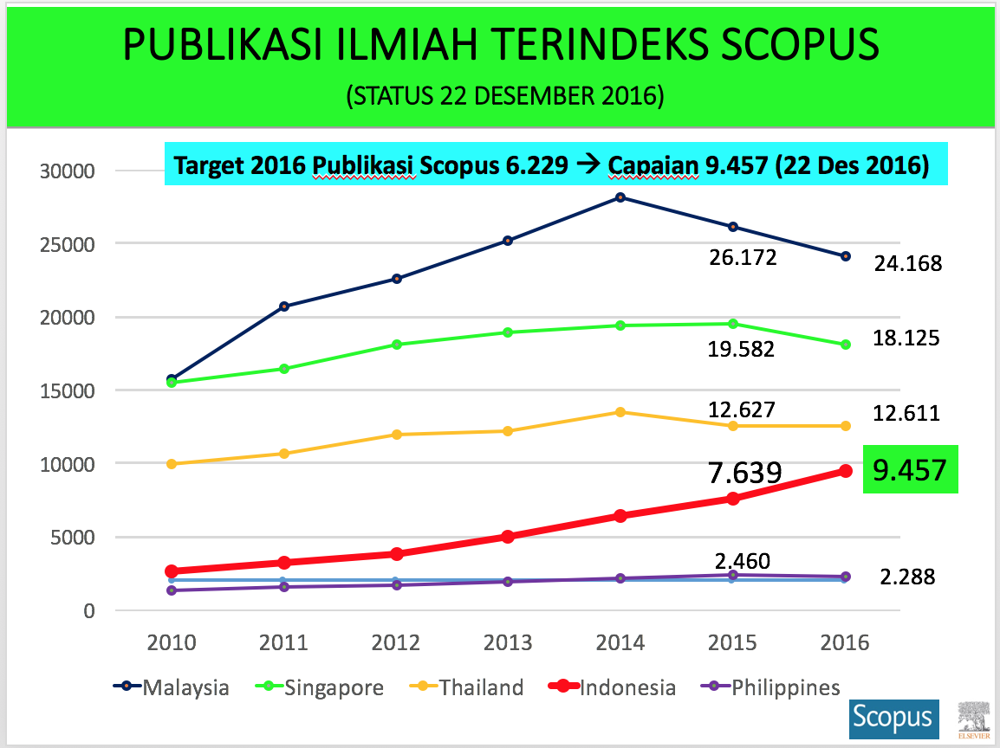 PUBLIKASI ILMIAH TERINDEKS SCOPUS
(STATUS 22 DESEMBER 2016)
Target 2016 Publikasi Scopus 6.229 → Capaian 9.457 (22 Des 2016)
30000
25000
20000
15000
10000
5000
0
26.172
24.168
19.582
18.125
12.627
12.611
7.639
9.457
2.460
2.288
2010 2011 2012 2013 2014 2015 2016
Malaysia Singapore Thailand Indonesia Philippines
Scopus
ELSEVIER